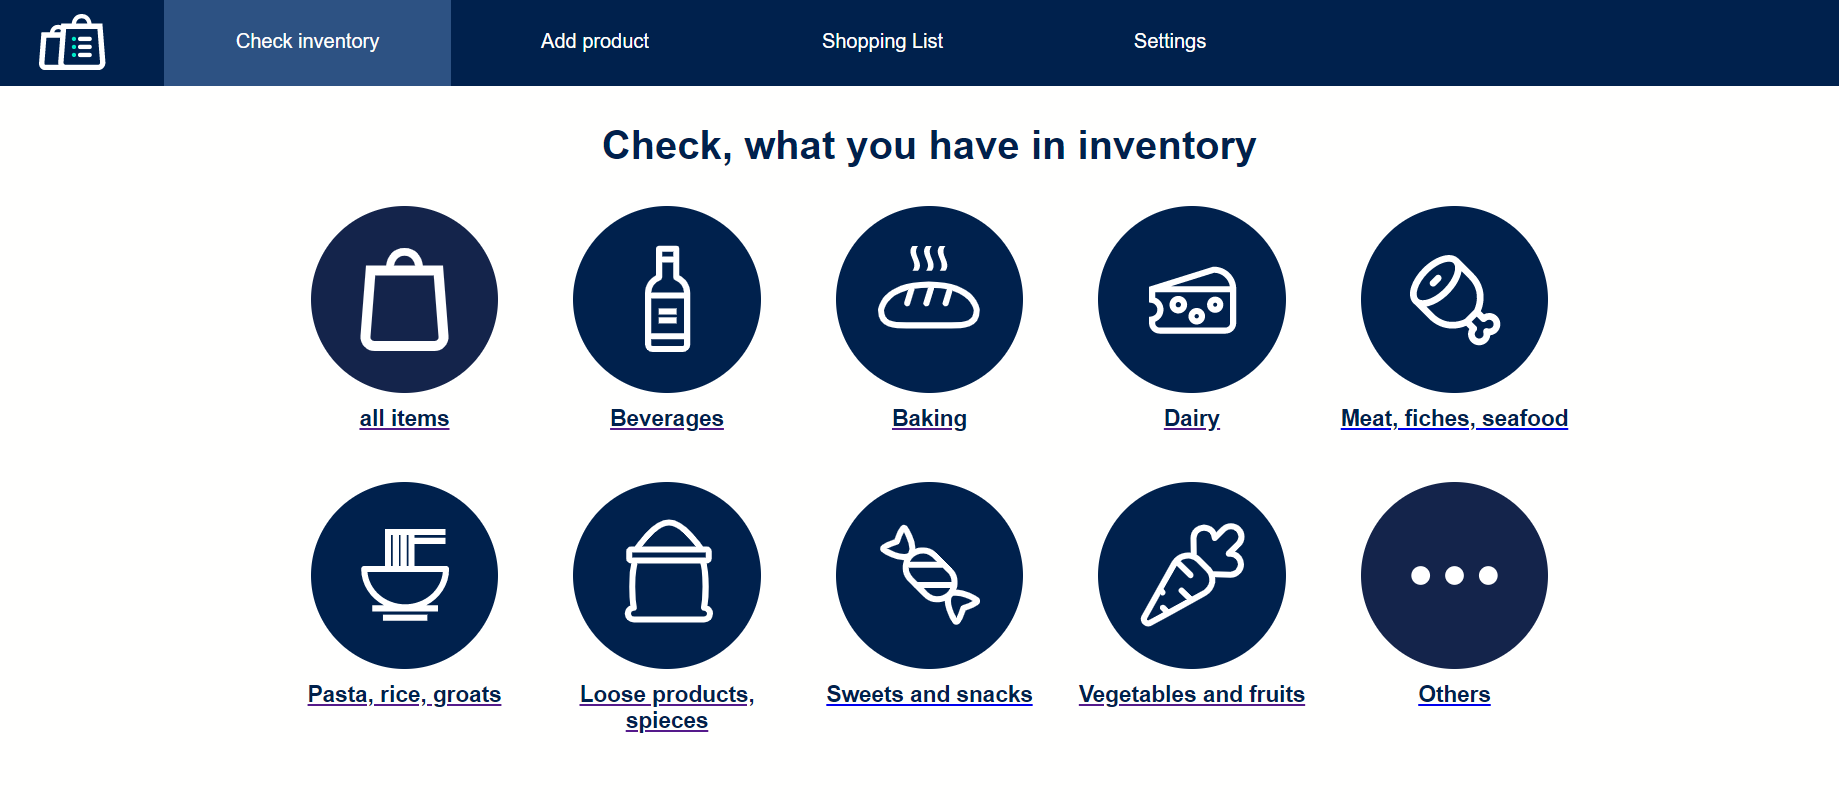 Check inventory
Add product
Shopping List
Settings
Check, what you have in inventory
all items
Beverages
Baking
Dairy
Meat, fiches, seafood
Pasta, rice, groats
Loose products,
spieces
Sweets and snacks
Vegetables and fruits
Others